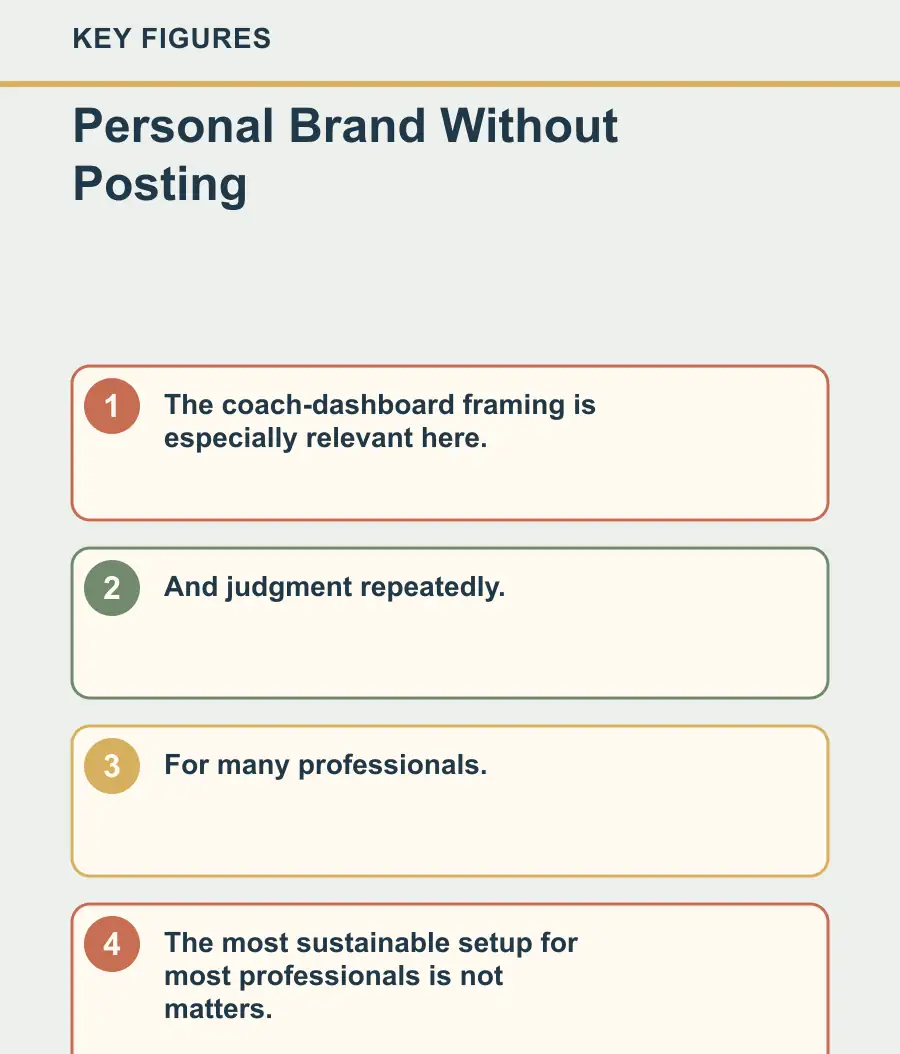 KEY FIGURES
Personal Brand Without
Posting
1
The coach-dashboard framing is
especially relevant here.
2
And judgment repeatedly.
3
For many professionals.
4
The most sustainable setup for
most professionals is not
matters.